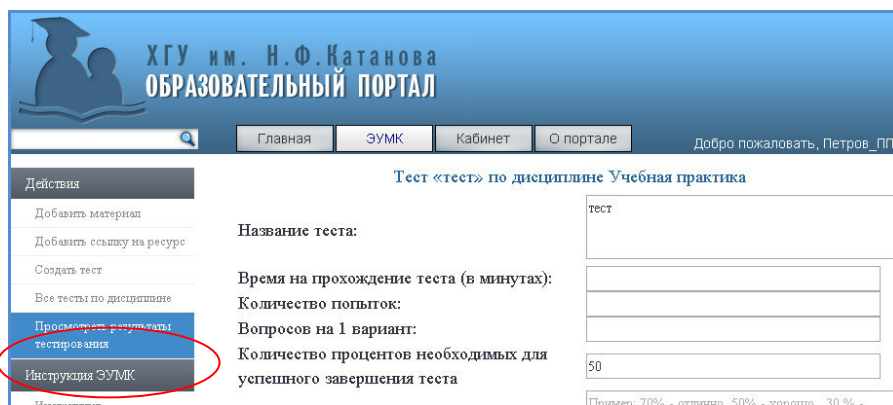 ХГУ им. Н.Ф.Катанова
ОБРАЗОВАТЕЛЬНЫЙ ПОРТАЛ
Главная
ЭУМК
Кабинет
О портале
Добро пожаловать, Петров_ПП
Действия
Добавить материал
Добавить ссылку на ресурс
Создать тест
Все тесты по дисциплине
Просмотреть результаты
тестирования
Инструкция ЭУМК
Тест «тест» по дисциплине Учебная практика
Название теста:
тест
Время на прохождение теста (в минутах):
Количество попыток:
Вопросов на 1 вариант:
Количество процентов необходимых для
успешного завершения теста
50
Пример: 70% - отлично, 50% - хорошо, 30 % -